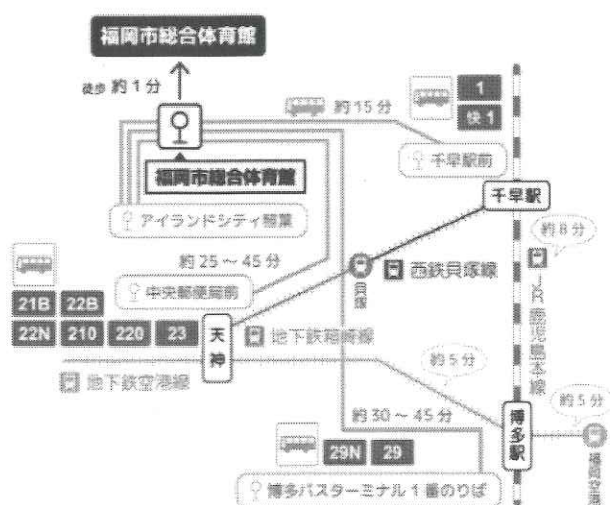 福岡市総合体育館
徒歩 約1分
約15分
1
快1
千早駅前
福岡市総合体育館
千早駅
アイランドシティ照葉
約8分
約25～45分
西鉄貝塚線
貝塚
JR鹿児島本線
中央郵便局前
21B 22B
22N 210 220 23
天神
地下鉄箱崎線
地下鉄空港線
約5分
約5分
約30～45分
博多駅
福岡空港
29N 29
博多バスターミナル1番のりば